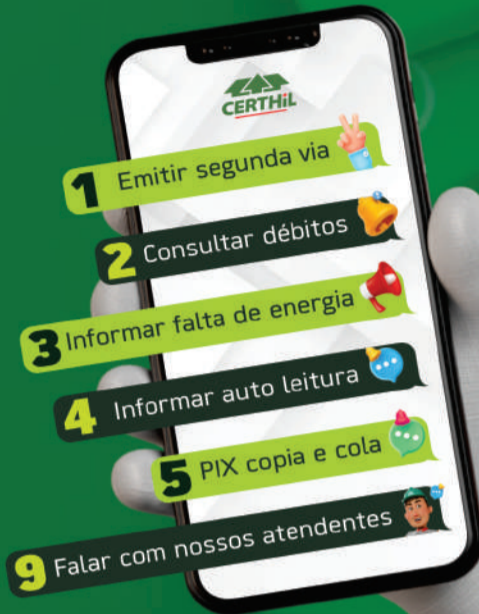 CERTHiL
1 Emitir segunda via
2 Consultar débitos
3 Informar falta de energia
4 Informar auto leitura
5 PIX copia e cola
9 Falar com nossos atendentes